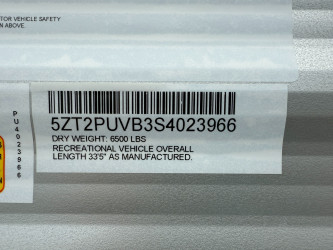 TOR VEHICLE SAFETY
N ABOVE.
5ZT2PUVB3S4023966
DRY WEIGHT: 6500 LBS
RECREATIONAL VEHICLE OVERALL
LENGTH 33'5" AS MANUFACTURED.
PU4023966